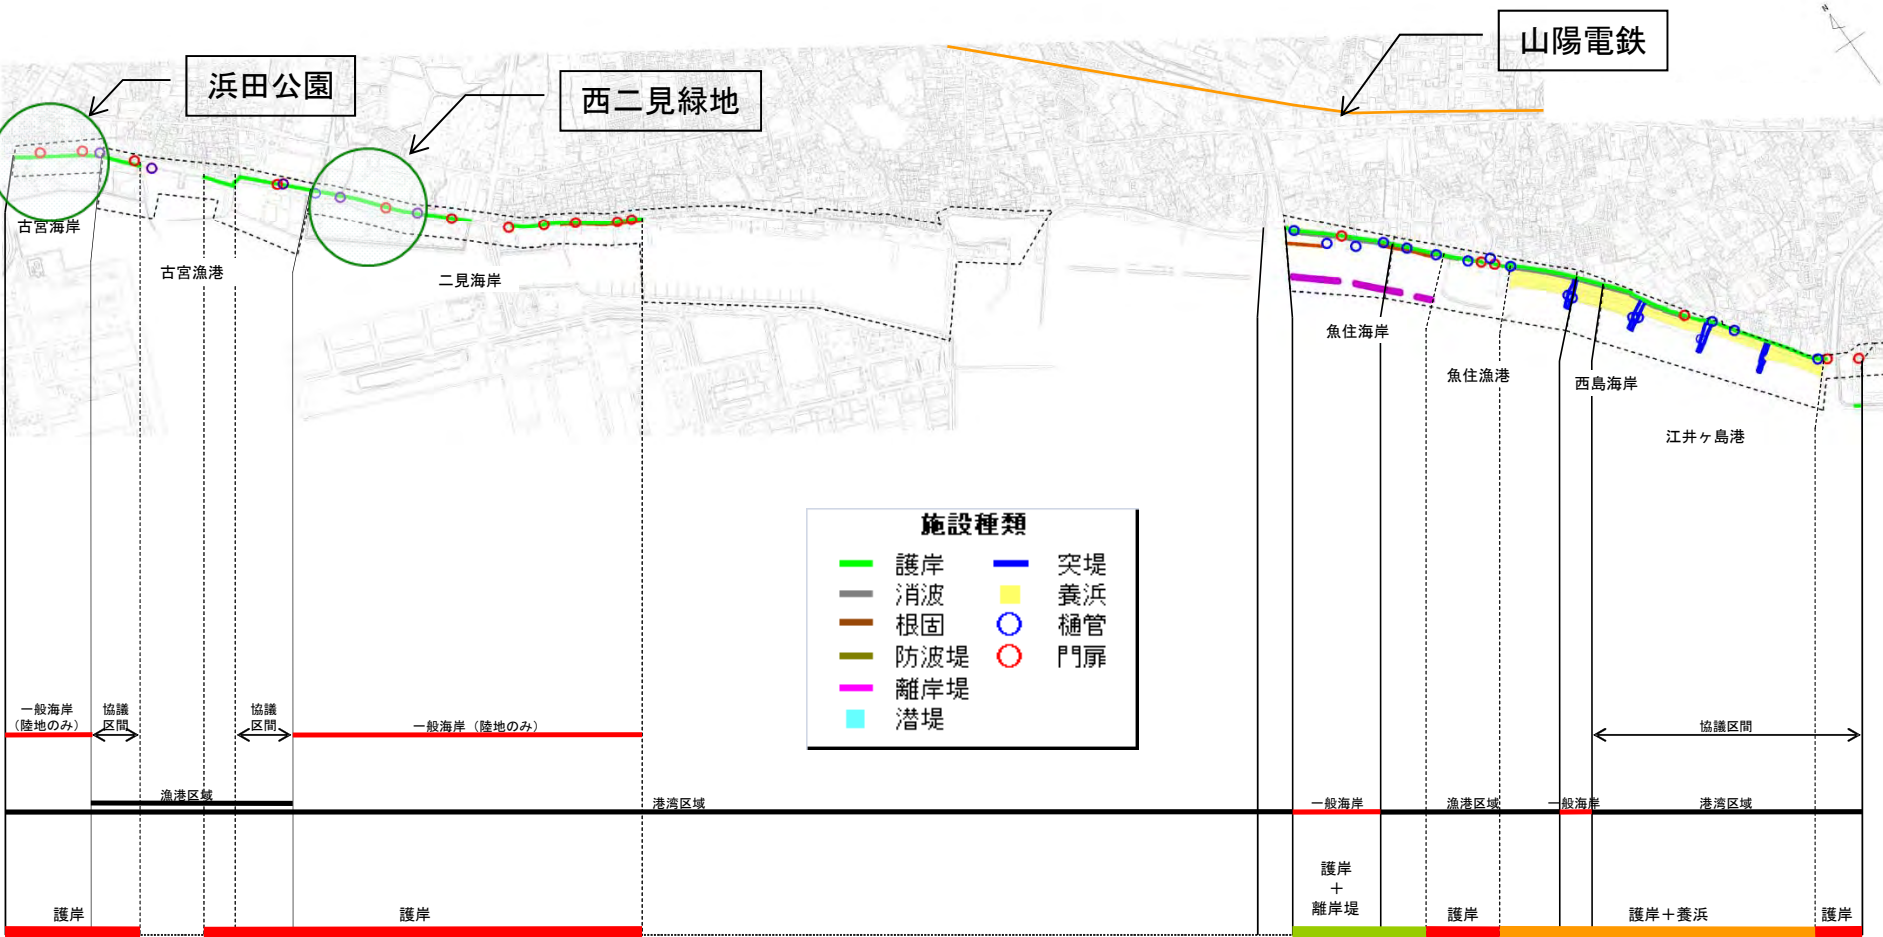 N
山陽電鉄
浜田公園
西二見緑地
古宮海岸
古宮漁港
二見海岸
魚住海岸
魚住漁港
西島海岸
江井ヶ島港
施設種類
護岸
突堤
消波
養浜
根固
樋管
防波堤
門扉
離岸堤
潜堤
一般海岸
(陸地のみ)
協議
区間
協議
区間
一般海岸（陸地のみ）
協議区間
漁港区域
港湾区域
一般海岸
漁港区域
一般海岸
港湾区域
護岸
護岸
護岸
＋
離岸堤
護岸
護岸＋養浜
護岸